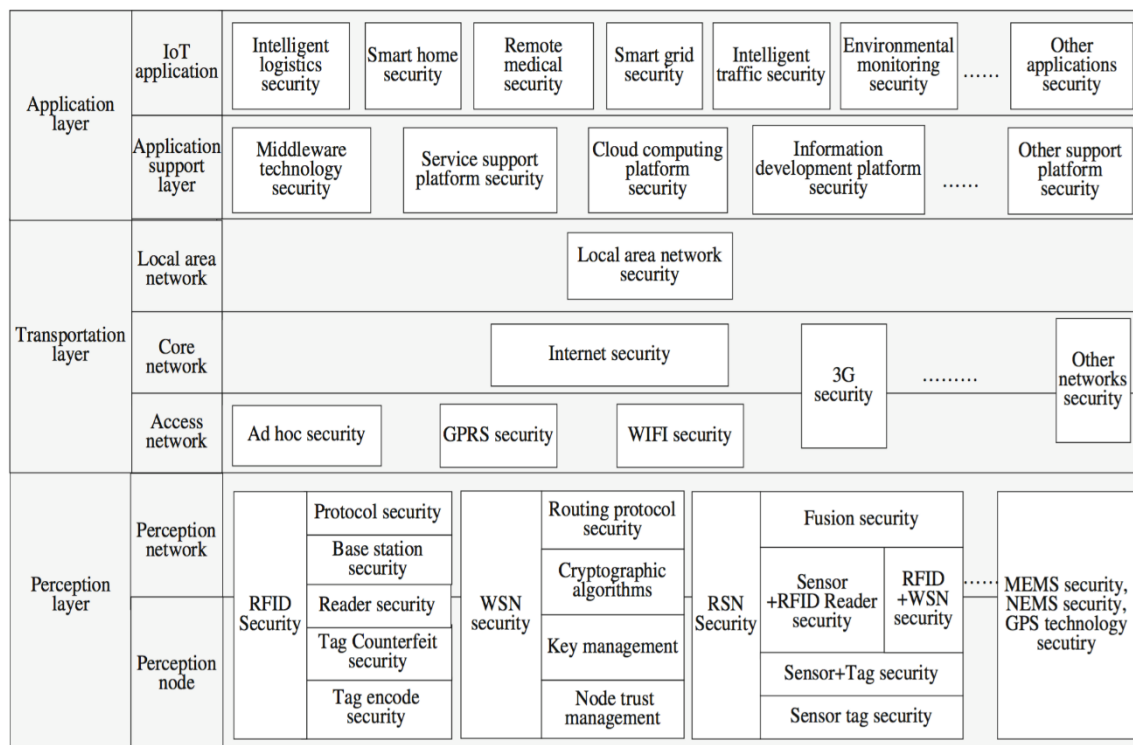 Application
layer
IoT
application
Intelligent
logistics
security
Smart home
security
Remote
medical
security
Smart grid
security
Intelligent
traffic security
Environmental
monitoring
security
......
Other
applications
security
Application
support
layer
Middleware
technology
security
Service support
platform security
Cloud computing
platform
security
Information
development platform
security
......
Other support
platform
security
Transportation
layer
Local area
network
Local area network
security
Core
network
Internet security
3G
security
.........
Other
networks
security
Access
network
Ad hoc security
GPRS security
WIFI security
Perception
layer
Perception
network
Perception
node
RFID
Security
Protocol security
Base station
security
Reader security
Tag Counterfeit
security
Tag encode
security
WSN
security
Routing protocol
security
Cryptographic
algorithms
Key management
Node trust
management
RSN
Security
Fusion security
Sensor
+RFID Reader
security
RFID
+WSN
security
Sensor+Tag security
Sensor tag security
......
MEMS security,
NEMS security,
GPS technology
secutiry